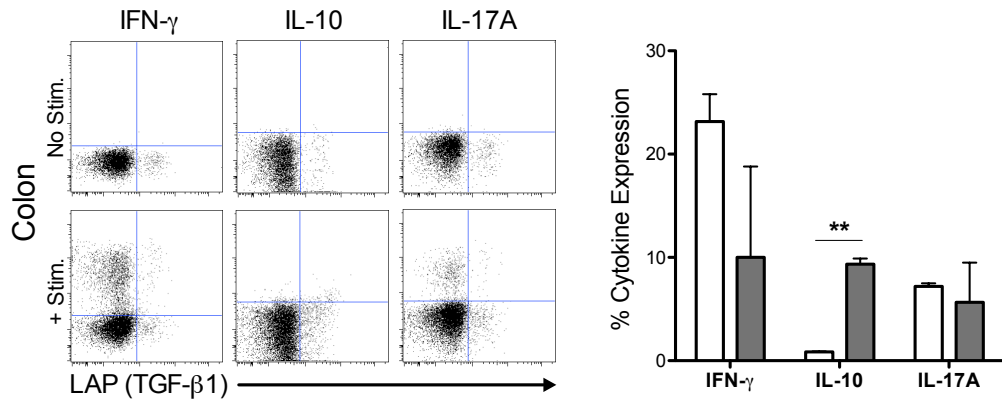 IFN-γ IL-10 IL-17A
Colon
No Stim.
+ Stim.
LAP (TGF-β1)
% Cytokine Expression
30
20
10
0
**
IFN-γ IL-10 IL-17A